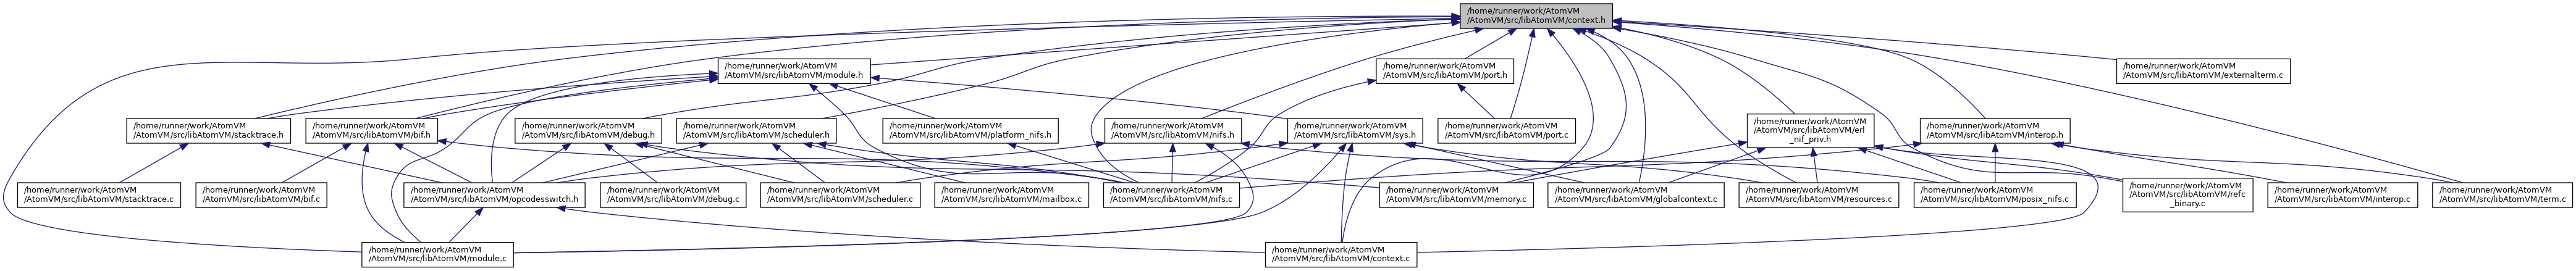 /home/runner/work/AtomVM
/AtomVM/src/libAtomVM/context.h
/home/runner/work/AtomVM
/AtomVM/src/libAtomVM/module.h
/home/runner/work/AtomVM
/AtomVM/src/libAtomVM/port.h
/home/runner/work/AtomVM
/AtomVM/src/libAtomVM/externalterm.c
/home/runner/work/AtomVM
/AtomVM/src/libAtomVM/stacktrace.h
/home/runner/work/AtomVM
/AtomVM/src/libAtomVM/bif.h
/home/runner/work/AtomVM
/AtomVM/src/libAtomVM/debug.h
/home/runner/work/AtomVM
/AtomVM/src/libAtomVM/scheduler.h
/home/runner/work/AtomVM
/AtomVM/src/libAtomVM/platform_nifs.h
/home/runner/work/AtomVM
/AtomVM/src/libAtomVM/nifs.h
/home/runner/work/AtomVM
/AtomVM/src/libAtomVM/sys.h
/home/runner/work/AtomVM
/AtomVM/src/libAtomVM/port.c
/home/runner/work/AtomVM
/AtomVM/src/libAtomVM/erl
_nif_priv.h
/home/runner/work/AtomVM
/AtomVM/src/libAtomVM/interop.h
/home/runner/work/AtomVM
/AtomVM/src/libAtomVM/stacktrace.c
/home/runner/work/AtomVM
/AtomVM/src/libAtomVM/bif.c
/home/runner/work/AtomVM
/AtomVM/src/libAtomVM/opcodesswitch.h
/home/runner/work/AtomVM
/AtomVM/src/libAtomVM/debug.c
/home/runner/work/AtomVM
/AtomVM/src/libAtomVM/scheduler.c
/home/runner/work/AtomVM
/AtomVM/src/libAtomVM/mailbox.c
/home/runner/work/AtomVM
/AtomVM/src/libAtomVM/nifs.c
/home/runner/work/AtomVM
/AtomVM/src/libAtomVM/memory.c
/home/runner/work/AtomVM
/AtomVM/src/libAtomVM/globalcontext.c
/home/runner/work/AtomVM
/AtomVM/src/libAtomVM/resources.c
/home/runner/work/AtomVM
/AtomVM/src/libAtomVM/posix_nifs.c
/home/runner/work/AtomVM
/AtomVM/src/libAtomVM/refc
_binary.c
/home/runner/work/AtomVM
/AtomVM/src/libAtomVM/interop.c
/home/runner/work/AtomVM
/AtomVM/src/libAtomVM/term.c
/home/runner/work/AtomVM
/AtomVM/src/libAtomVM/module.c
/home/runner/work/AtomVM
/AtomVM/src/libAtomVM/context.c